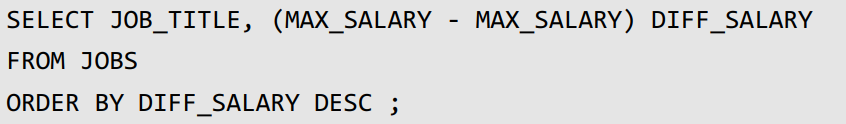 SELECT JOB_TITLE, (MAX_SALARY - MAX_SALARY) DIFF_SALARY
FROM JOBS
ORDER BY DIFF_SALARY DESC ;